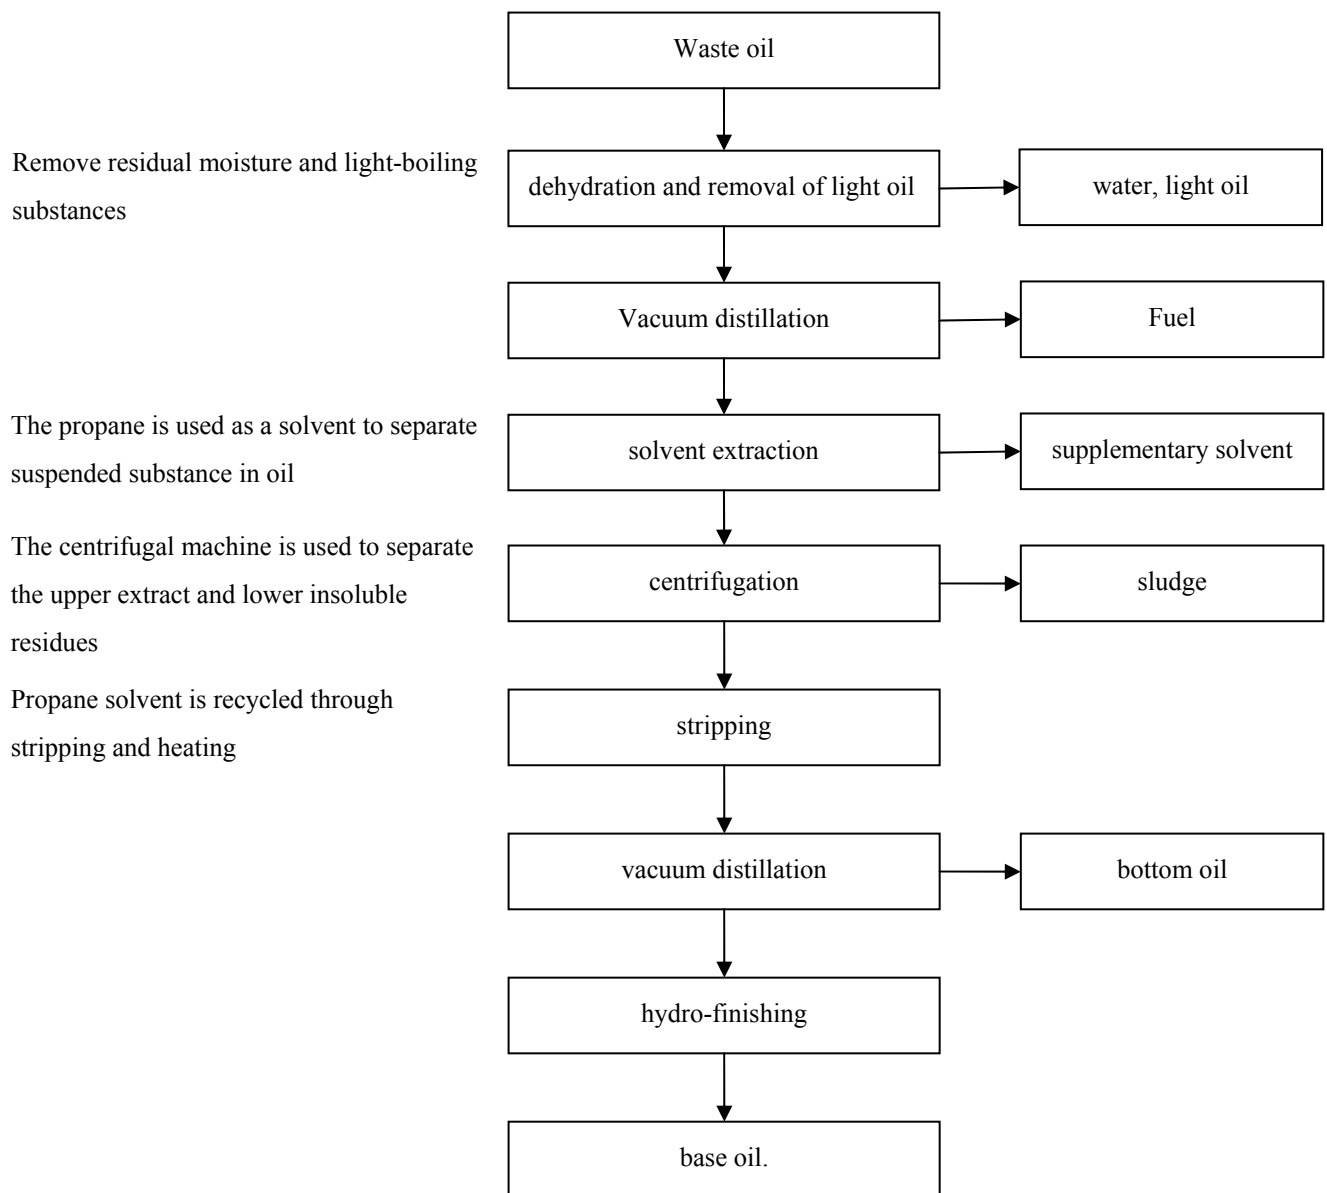 Waste oil
Remove residual moisture and light-boiling
substances
dehydration and removal of light oil
water, light oil
Vacuum distillation
Fuel
The propane is used as a solvent to separate
suspended substance in oil
solvent extraction
supplementary solvent
The centrifugal machine is used to separate
the upper extract and lower insoluble
residues
centrifugation
sludge
Propane solvent is recycled through
stripping and heating
stripping
vacuum distillation
bottom oil
hydro-finishing
base oil.